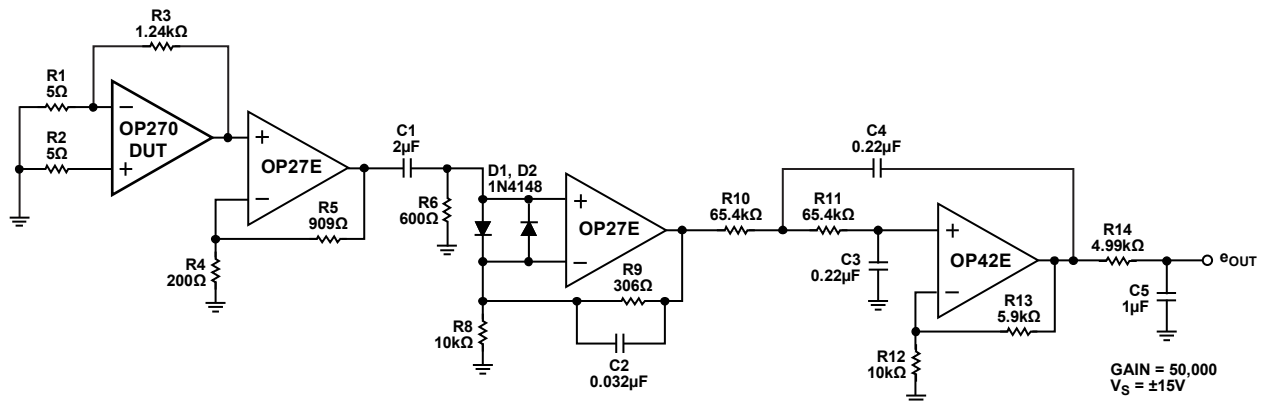 R3
1.24kΩ
R1
5Ω
R2
5Ω
−
+
OP270
DUT
+
−
OP27E
R5
909Ω
R4
200Ω
C1
2µF
R6
600Ω
D1, D2
1N4148
+
−
OP27E
R9
306Ω
R8
10kΩ
C2
0.032µF
R10
65.4kΩ
R11
65.4kΩ
C4
0.22µF
C3
0.22µF
+
−
OP42E
R13
5.9kΩ
R12
10kΩ
R14
4.99kΩ
eOUT
C5
1µF
GAIN = 50,000
VS = ±15V